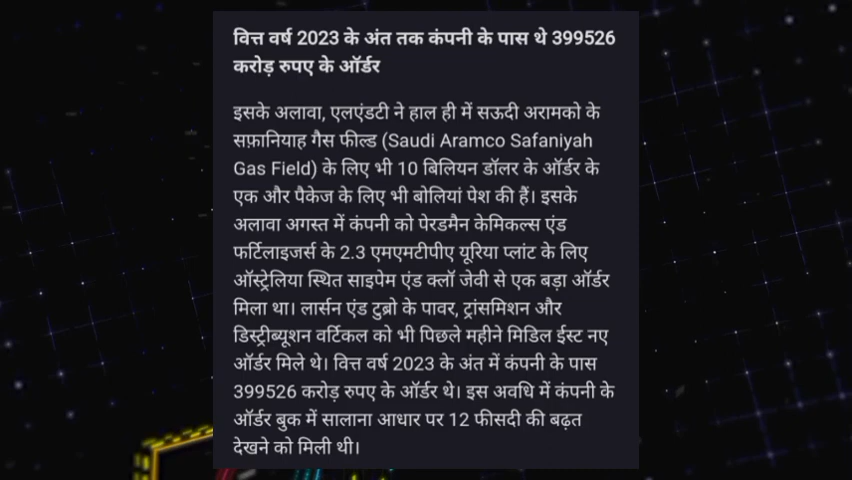 वित्त वर्ष 2023 के अंत तक कंपनी के पास थे 399526
करोड़ रुपए के ऑर्डर
इसके अलावा, एलएंडटी ने हाल ही में सऊदी अरामको के
सफ़ानियाह गैस फील्ड (Saudi Aramco Safaniyah
Gas Field) के लिए भी 10 बिलियन डॉलर के ऑर्डर के
एक और पैकेज के लिए भी बोलियां पेश की हैं। इसके
अलावा अगस्त में कंपनी को पेरडमैन केमिकल्स एंड
फर्टिलाइजर्स के 2.3 एमएमटीपीए यूरिया प्लांट के लिए
ऑस्ट्रेलिया स्थित साइपेम एंड क्लॉ जेवी से एक बड़ा ऑर्डर
मिला था। लार्सन एंड टुब्रो के पावर, ट्रांसमिशन और
डिस्ट्रीब्यूशन वर्टिकल को भी पिछले महीने मिडिल ईस्ट नए
ऑर्डर मिले थे। वित्त वर्ष 2023 के अंत में कंपनी के पास
399526 करोड़ रुपए के ऑर्डर थे। इस अवधि में कंपनी के
ऑर्डर बुक में सालाना आधार पर 12 फीसदी की बढ़त
देखने को मिली थी।